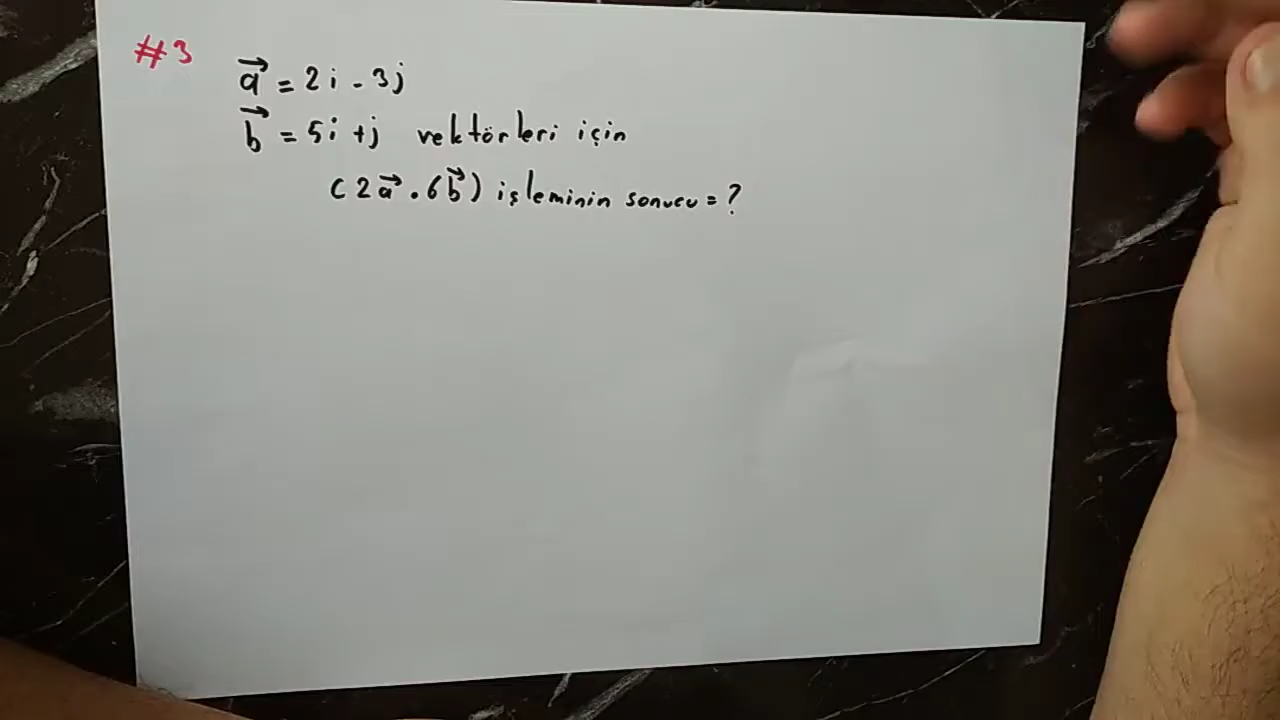 #3
a⃗ = 2i - 3j
b⃗ = 5i + j vektörleri için
(2a⃗ . 6b⃗) işleminin sonucu = ?